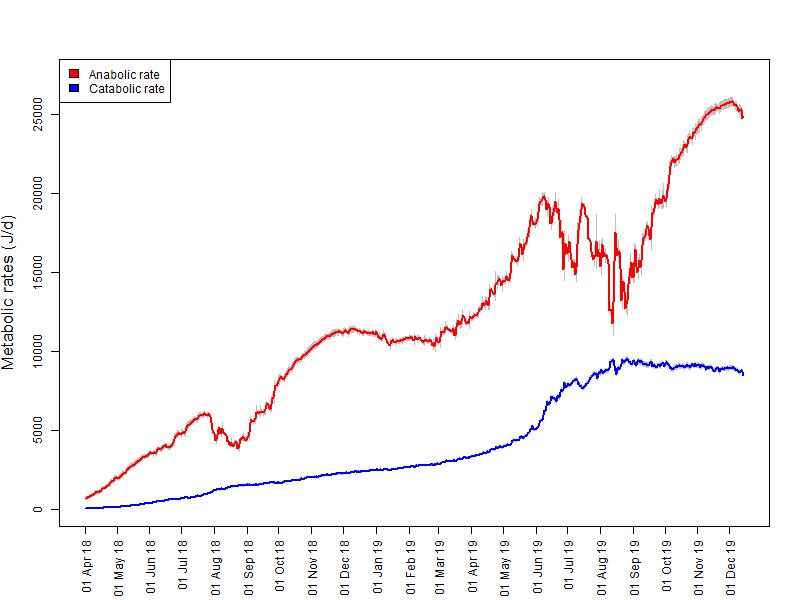 Anabolic rate
Catabolic rate
Metabolic rates (J/d)
25000
20000
15000
10000
5000
0
01 Apr 18
01 May 18
01 Jun 18
01 Jul 18
01 Aug 18
01 Sep 18
01 Oct 18
01 Nov 18
01 Dec 18
01 Jan 19
01 Feb 19
01 Mar 19
01 Apr 19
01 May 19
01 Jun 19
01 Jul 19
01 Aug 19
01 Sep 19
01 Oct 19
01 Nov 19
01 Dec 19